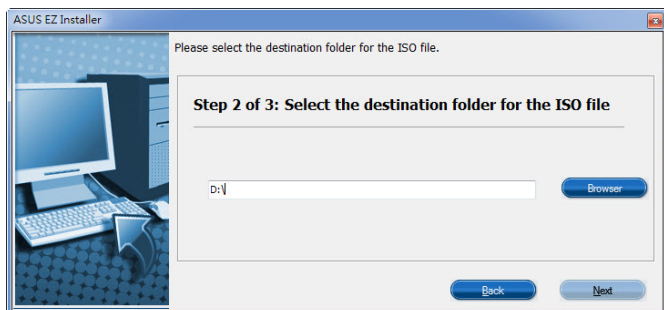 ASUS EZ Installer
Please select the destination folder for the ISO file.
Step 2 of 3: Select the destination folder for the ISO file
D:\
Browser
Back
Next